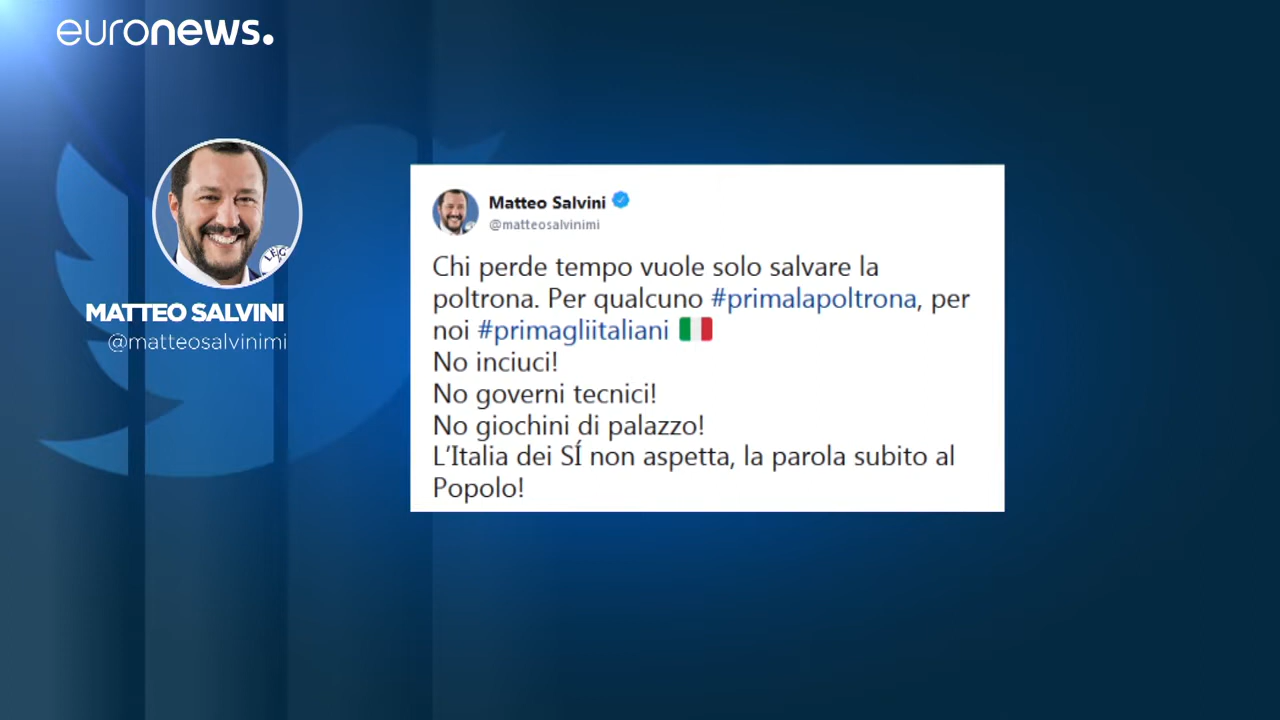 euronews.
MATTEO SALVINI
@matteosalvinimi
Matteo Salvini
@matteosalvinimi
Chi perde tempo vuole solo salvare la
poltrona. Per qualcuno #primalapoltrona, per
noi #primagliitaliani 🇮🇹
No inciuci!
No governi tecnici!
No giochini di palazzo!
L'Italia dei SÍ non aspetta, la parola subito al
Popolo!